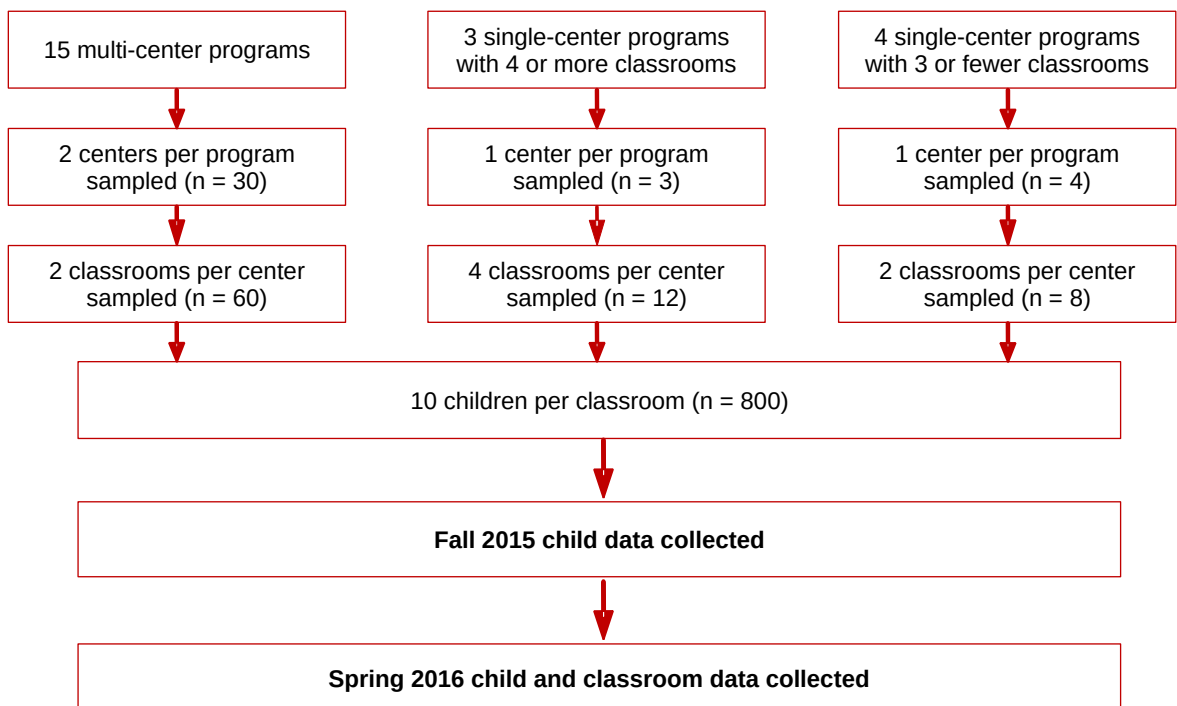 15 multi-center programs
3 single-center programs
with 4 or more classrooms
4 single-center programs
with 3 or fewer classrooms
2 centers per program
sampled (n = 30)
1 center per program
sampled (n = 3)
1 center per program
sampled (n = 4)
2 classrooms per center
sampled (n = 60)
4 classrooms per center
sampled (n = 12)
2 classrooms per center
sampled (n = 8)
10 children per classroom (n = 800)
Fall 2015 child data collected
Spring 2016 child and classroom data collected